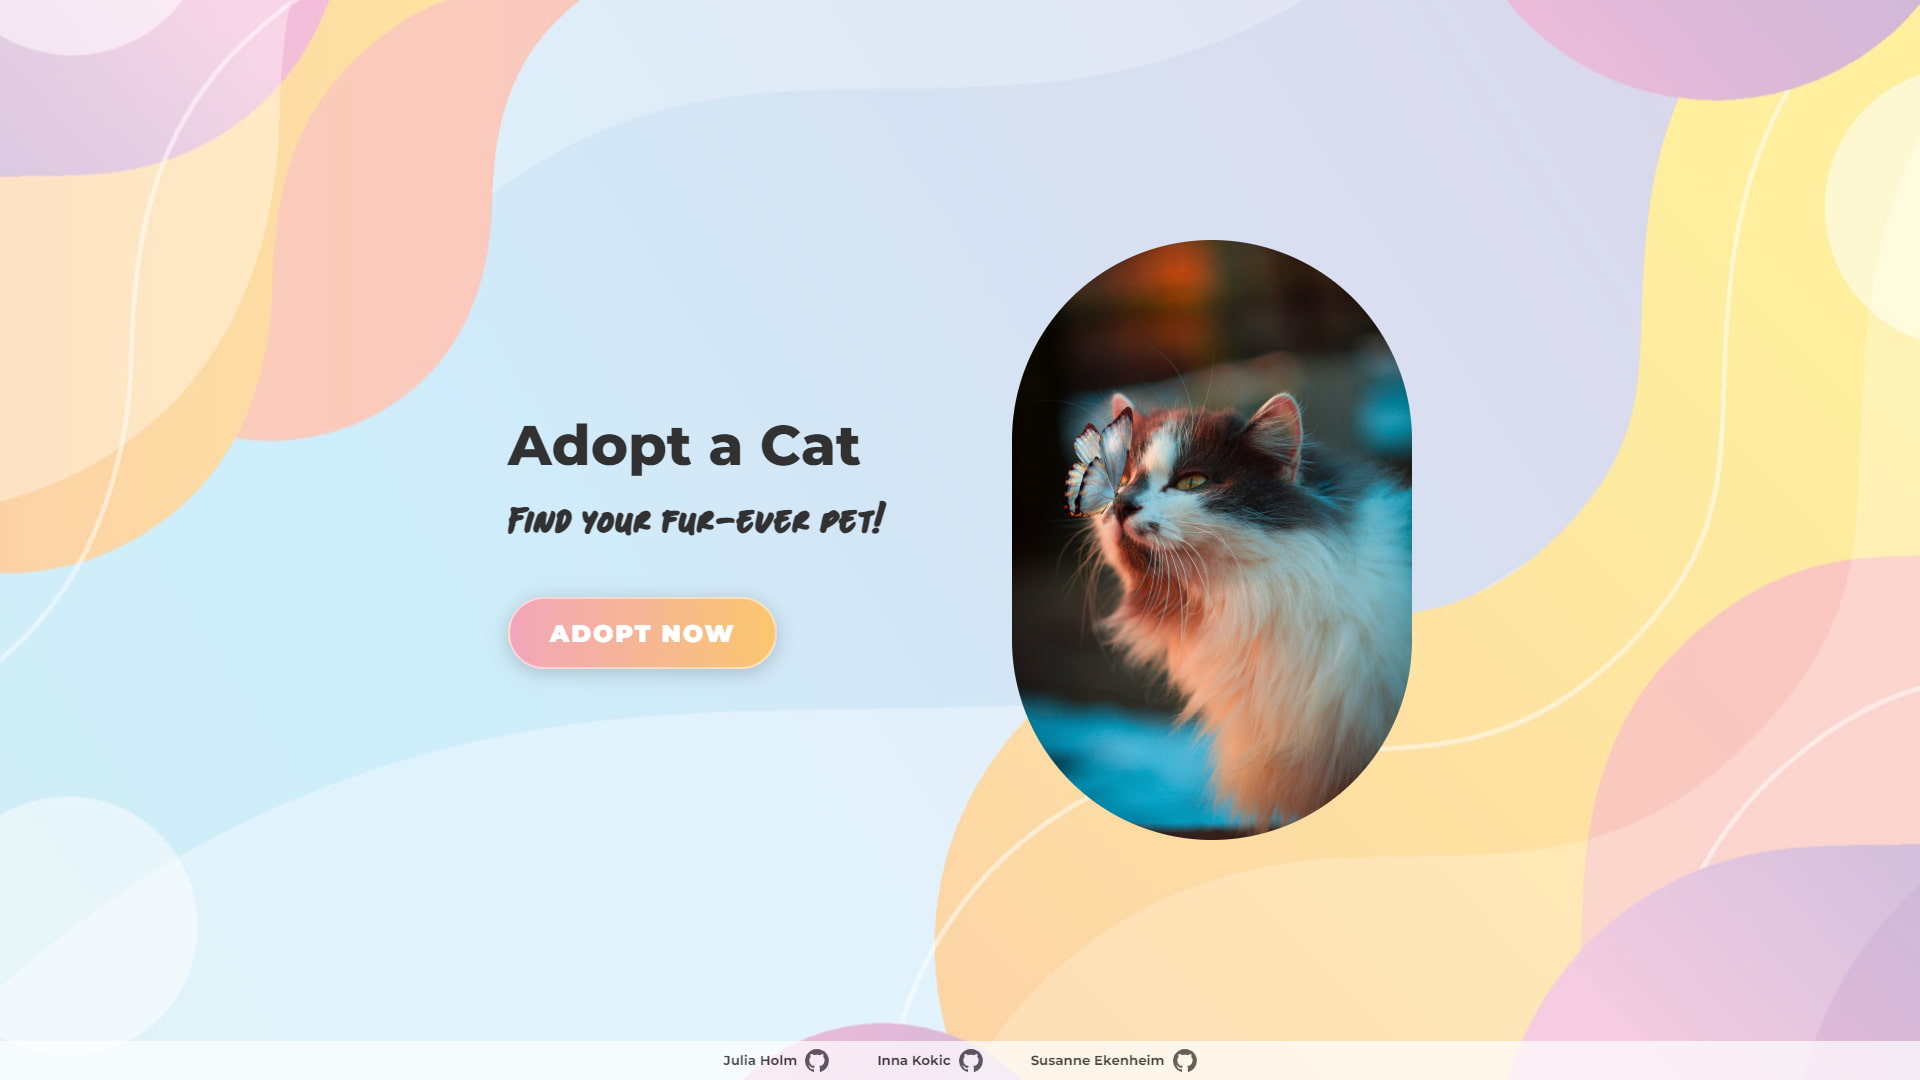 Adopt a Cat
Find your fur-ever pet!
ADOPT NOW
Julia Holm
Inna Kokic
Susanne Ekenheim